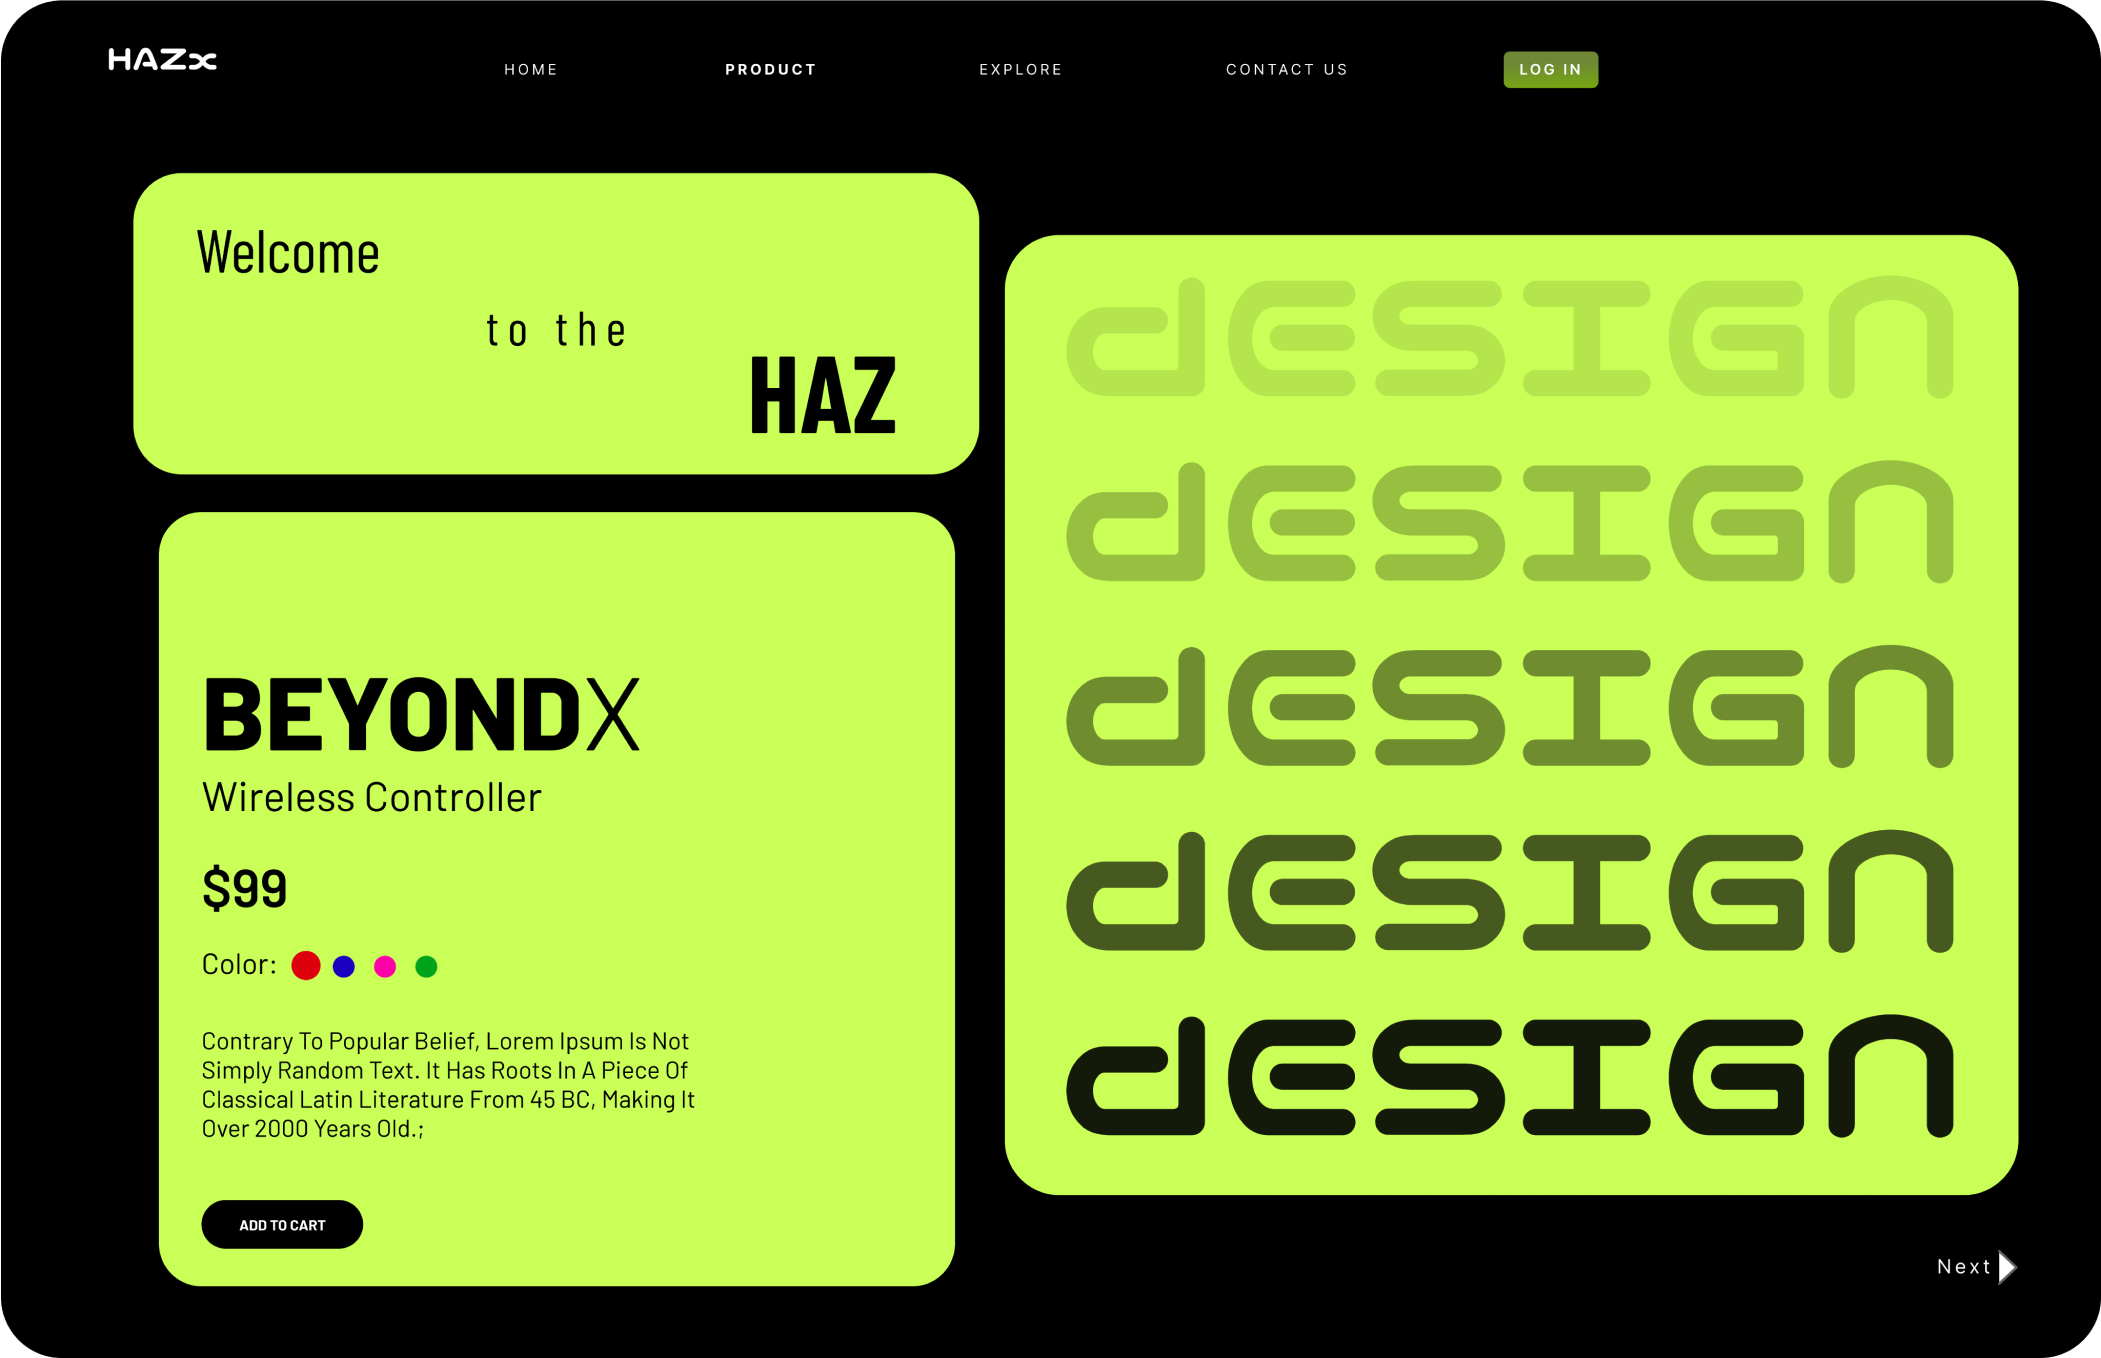 HAZx
HOME
PRODUCT
EXPLORE
CONTACT US
LOG IN
Welcome
to the
HAZ
BEYONDX
Wireless Controller
$99
Color:
Contrary To Popular Belief, Lorem Ipsum Is Not
Simply Random Text. It Has Roots In A Piece Of
Classical Latin Literature From 45 BC, Making It
Over 2000 Years Old.;
ADD TO CART
dESIGn
dESIGn
dESIGn
dESIGn
dESIGn
Next